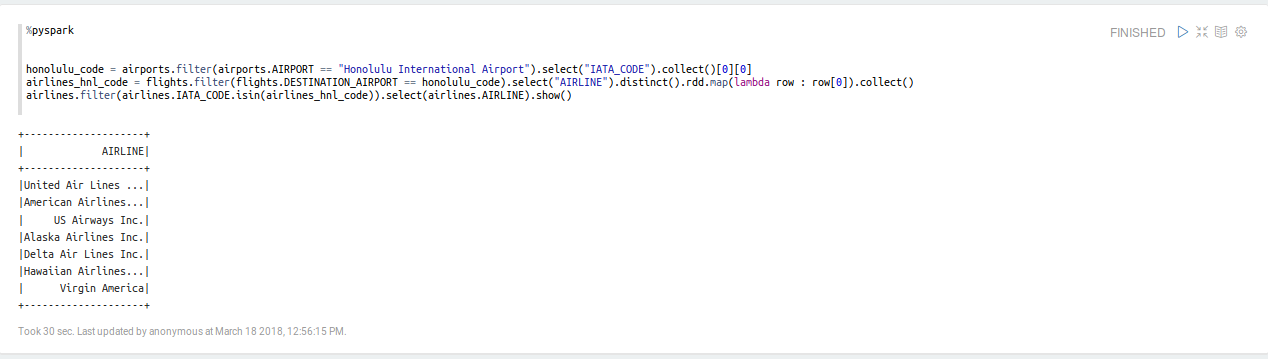 %pyspark
FINISHED
honolulu_code = airports.filter(airports.AIRPORT == "Honolulu International Airport").select("IATA_CODE").collect()[0][0]
airlines_hnl_code = flights.filter(flights.DESTINATION_AIRPORT == honolulu_code).select("AIRLINE").distinct().rdd.map(lambda row : row[0]).collect()
airlines.filter(airlines.IATA_CODE.isin(airlines_hnl_code)).select(airlines.AIRLINE).show()
+--------------------+
|             AIRLINE|
+--------------------+
|United Air Lines ...|
|American Airlines...|
|     US Airways Inc.|
|Alaska Airlines Inc.|
|Delta Air Lines Inc.|
|Hawaiian Airlines...|
|      Virgin America|
+--------------------+
Took 30 sec. Last updated by anonymous at March 18 2018, 12:56:15 PM.